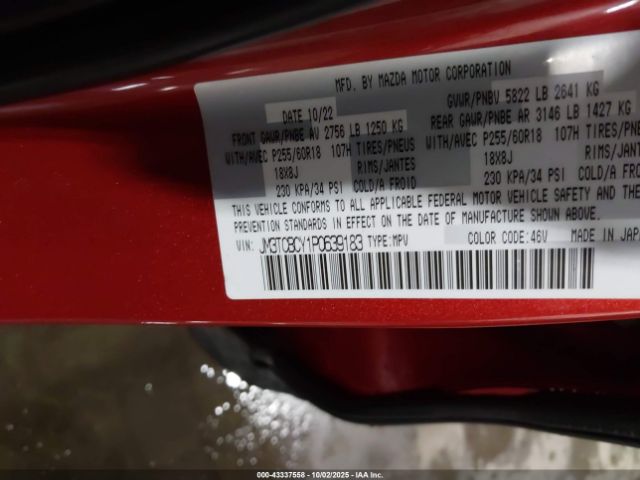 MFD. BY MAZDA MOTOR CORPORATION
DATE 10/22 GVWR/PNBV 5822 LB 2641 KG
FRONT GAWR/PNBE AV 2756 LB 1250 KG REAR GAWR/PNBE AR 3146 LB 1427 KG
WITH/AVEC P255/60R18 107H TIRES/PNEUS WITH/AVEC P255/60R18 107H TIRES/PNE
18X8J RIMS/JANTES 18X8J RIMS/JANTE
230 KPA/34 PSI COLD/A FROID 230 KPA/34 PSI COLD/A FRO
THIS VEHICLE CONFORMS TO ALL APPLICABLE FEDERAL MOTOR VEHICLE SAFETY AND THE
PREVENTION STANDARDS IN EFFECT ON THE DATE OF MANUFACTURE SHOWN ABOVE.
VIN: JM3TCBCY1P0639183 TYPE:MPV COLOR CODE:46V MADE IN JAPA
00-43337558 - 10/02/2025 - IAA Inc.